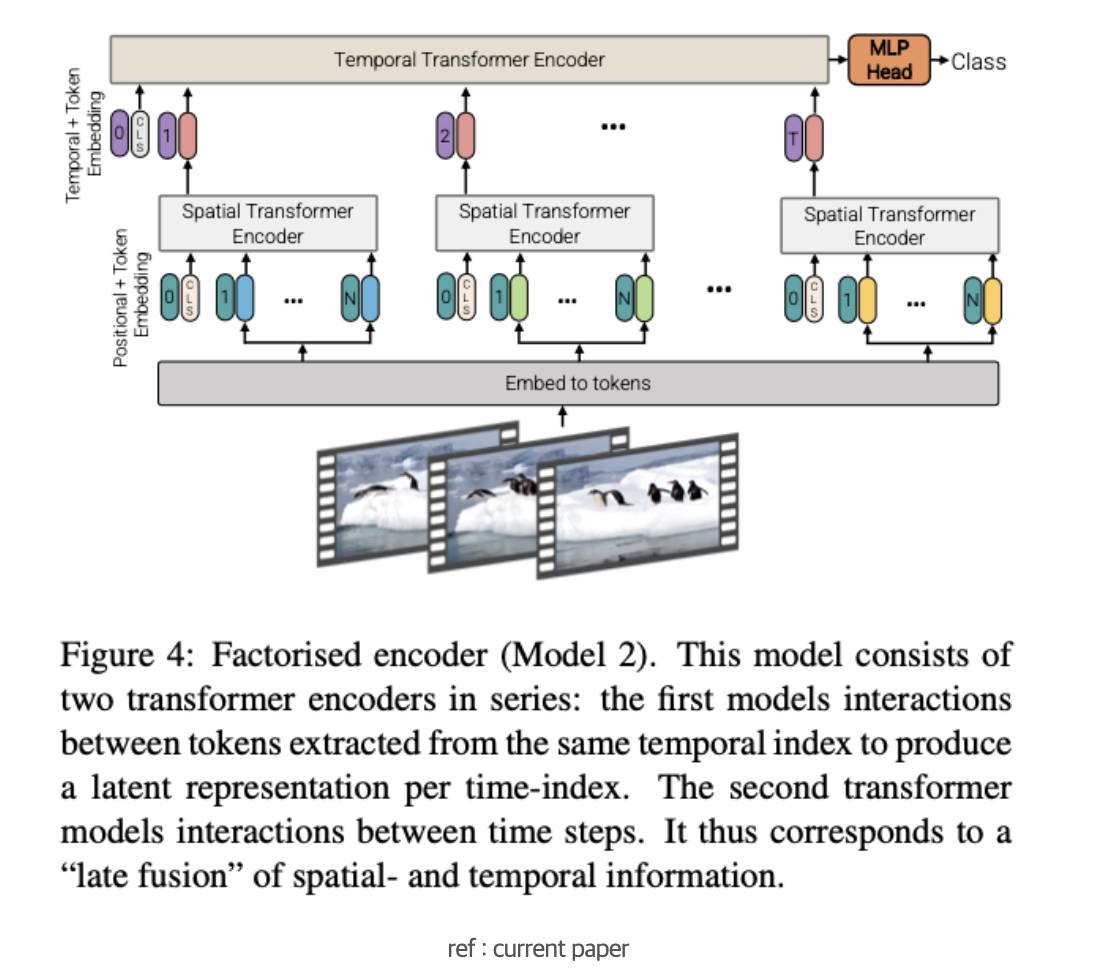 Temporal Transformer Encoder
MLP
Head
Class
Temporal + Token
Embedding
0 CLS 1 2 ... T
Spatial Transformer
Encoder
Spatial Transformer
Encoder
Spatial Transformer
Encoder
Positional + Token
Embedding
0 CLS 1 ... N 0 CLS 1 ... N ... 0 CLS 1 ... N
Embed to tokens
Figure 4: Factorised encoder (Model 2). This model consists of
two transformer encoders in series: the first models interactions
between tokens extracted from the same temporal index to produce
a latent representation per time-index. The second transformer
models interactions between time steps. It thus corresponds to a
“late fusion” of spatial- and temporal information.
ref : current paper